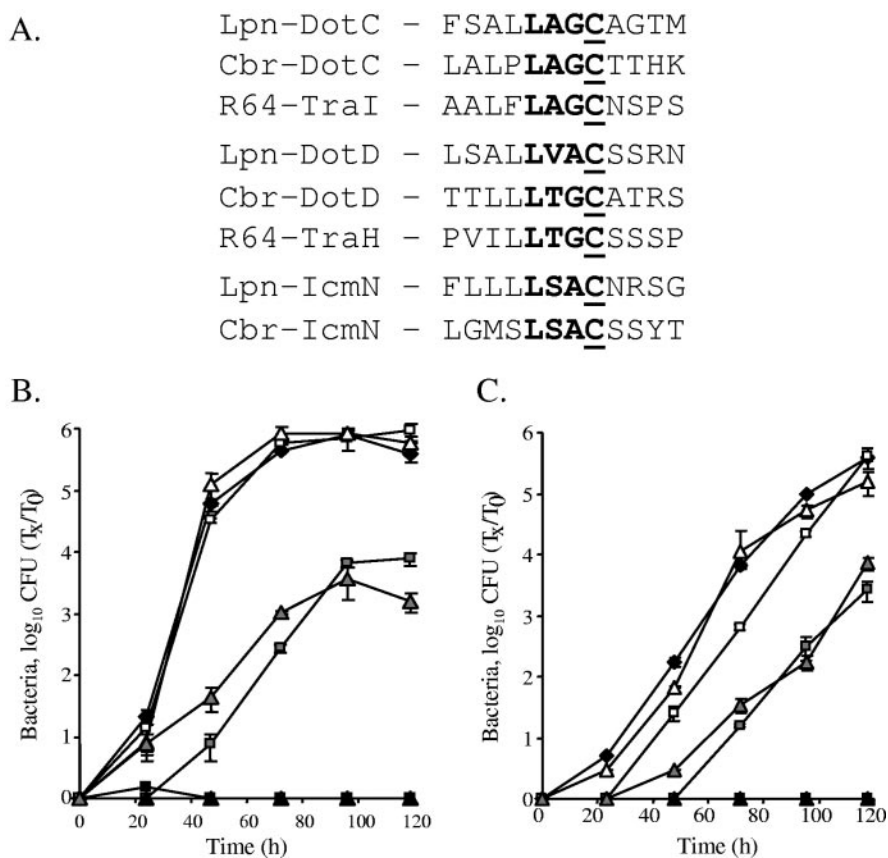 A.
Lpn−DotC − FSALLAGCAGTM
Cbr−DotC − LALPLAGCTTHK
R64−TraI − AALFLAGCNSPS
Lpn−DotD − LSALLVACSSRN
Cbr−DotD − TTLLLTGCATRS
R64−TraH − PVILLTGCSSSP
Lpn−IcmN − FLLLLSACNRSG
Cbr−IcmN − LGMSLSACSSYT
B.
Bacteria, log10 CFU (TX/T0)
6
5
4
3
2
1
0
0 20 40 60 80 100 120
Time (h)
C.
Bacteria, log10 CFU (TX/T0)
6
5
4
3
2
1
0
0 20 40 60 80 100 120
Time (h)